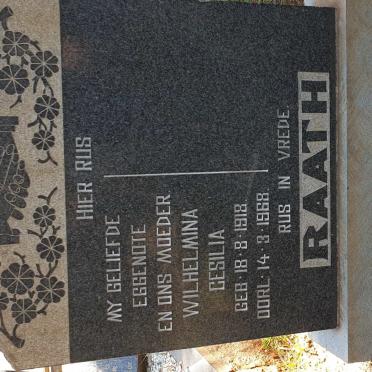 HIER RUS
MY GELIEFDE
EGGENOTE
EN ONS MOEDER
WILHELMINA
CESILIA
GEB. 18·8·1918
OORL. 14·3·1968
RUS IN VREDE.
RAATH